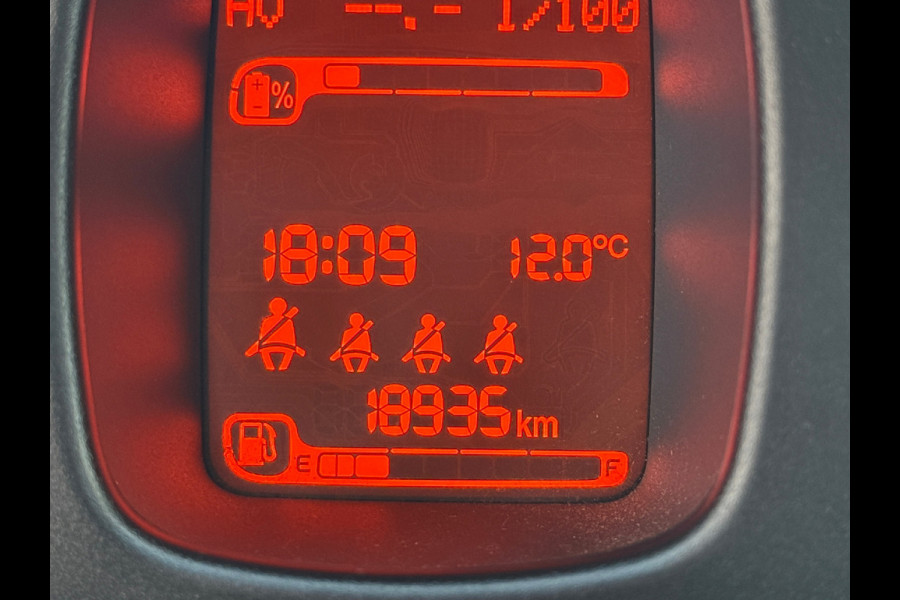 AV --.- l/100
%
18:09 12.0°C
18935 km
E F